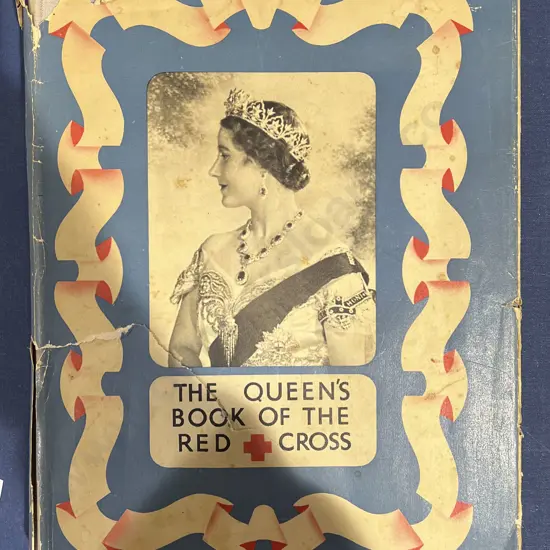 THE QUEEN'S
BOOK OF THE
RED CROSS